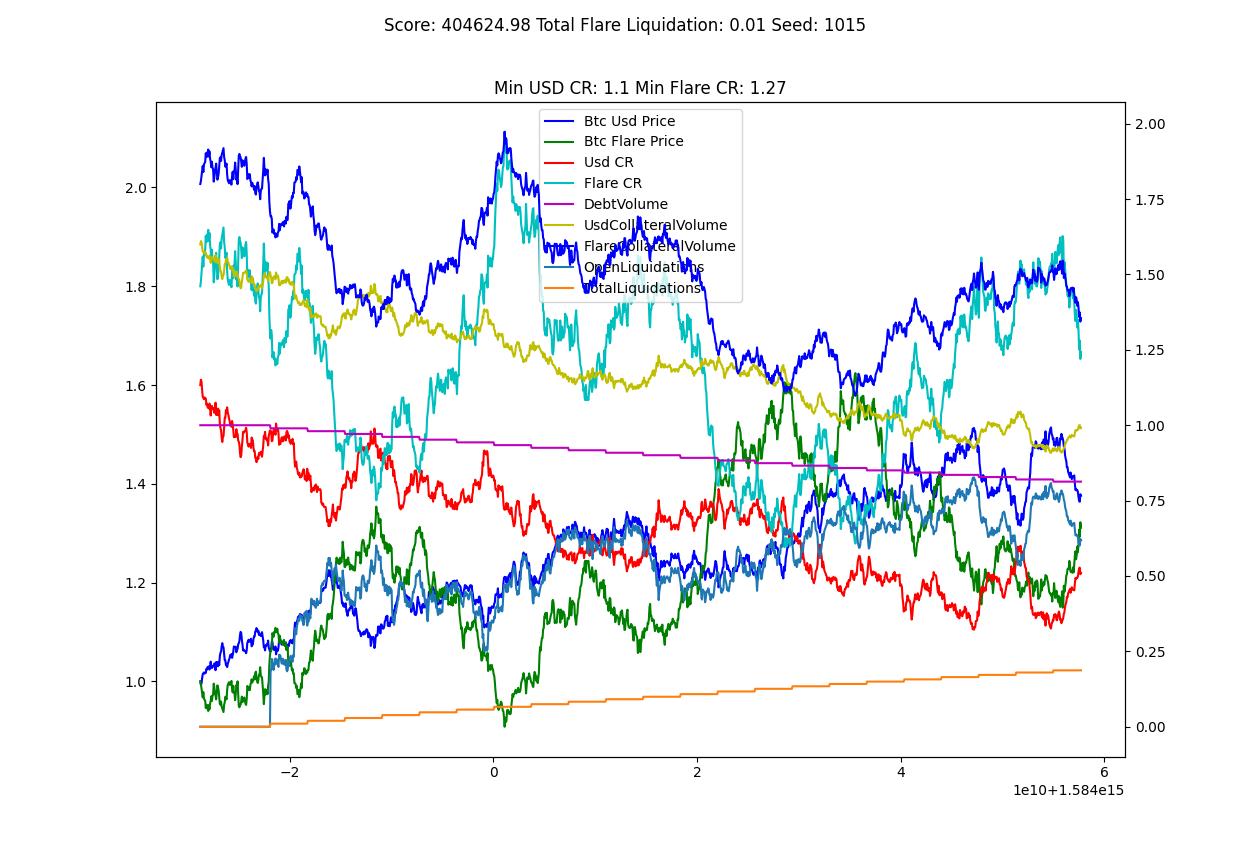 Score: 404624.98 Total Flare Liquidation: 0.01 Seed: 1015
Min USD CR: 1.1 Min Flare CR: 1.27
Btc Usd Price
Btc Flare Price
Usd CR
Flare CR
DebtVolume
UsdCollateralVolume
FlareCollateralVolume
OpenLiquidations
TotalLiquidations
2.0
1.8
1.6
1.4
1.2
1.0
2.00
1.75
1.50
1.25
1.00
0.75
0.50
0.25
0.00
−2
0
2
4
6
1e10+1.584e15